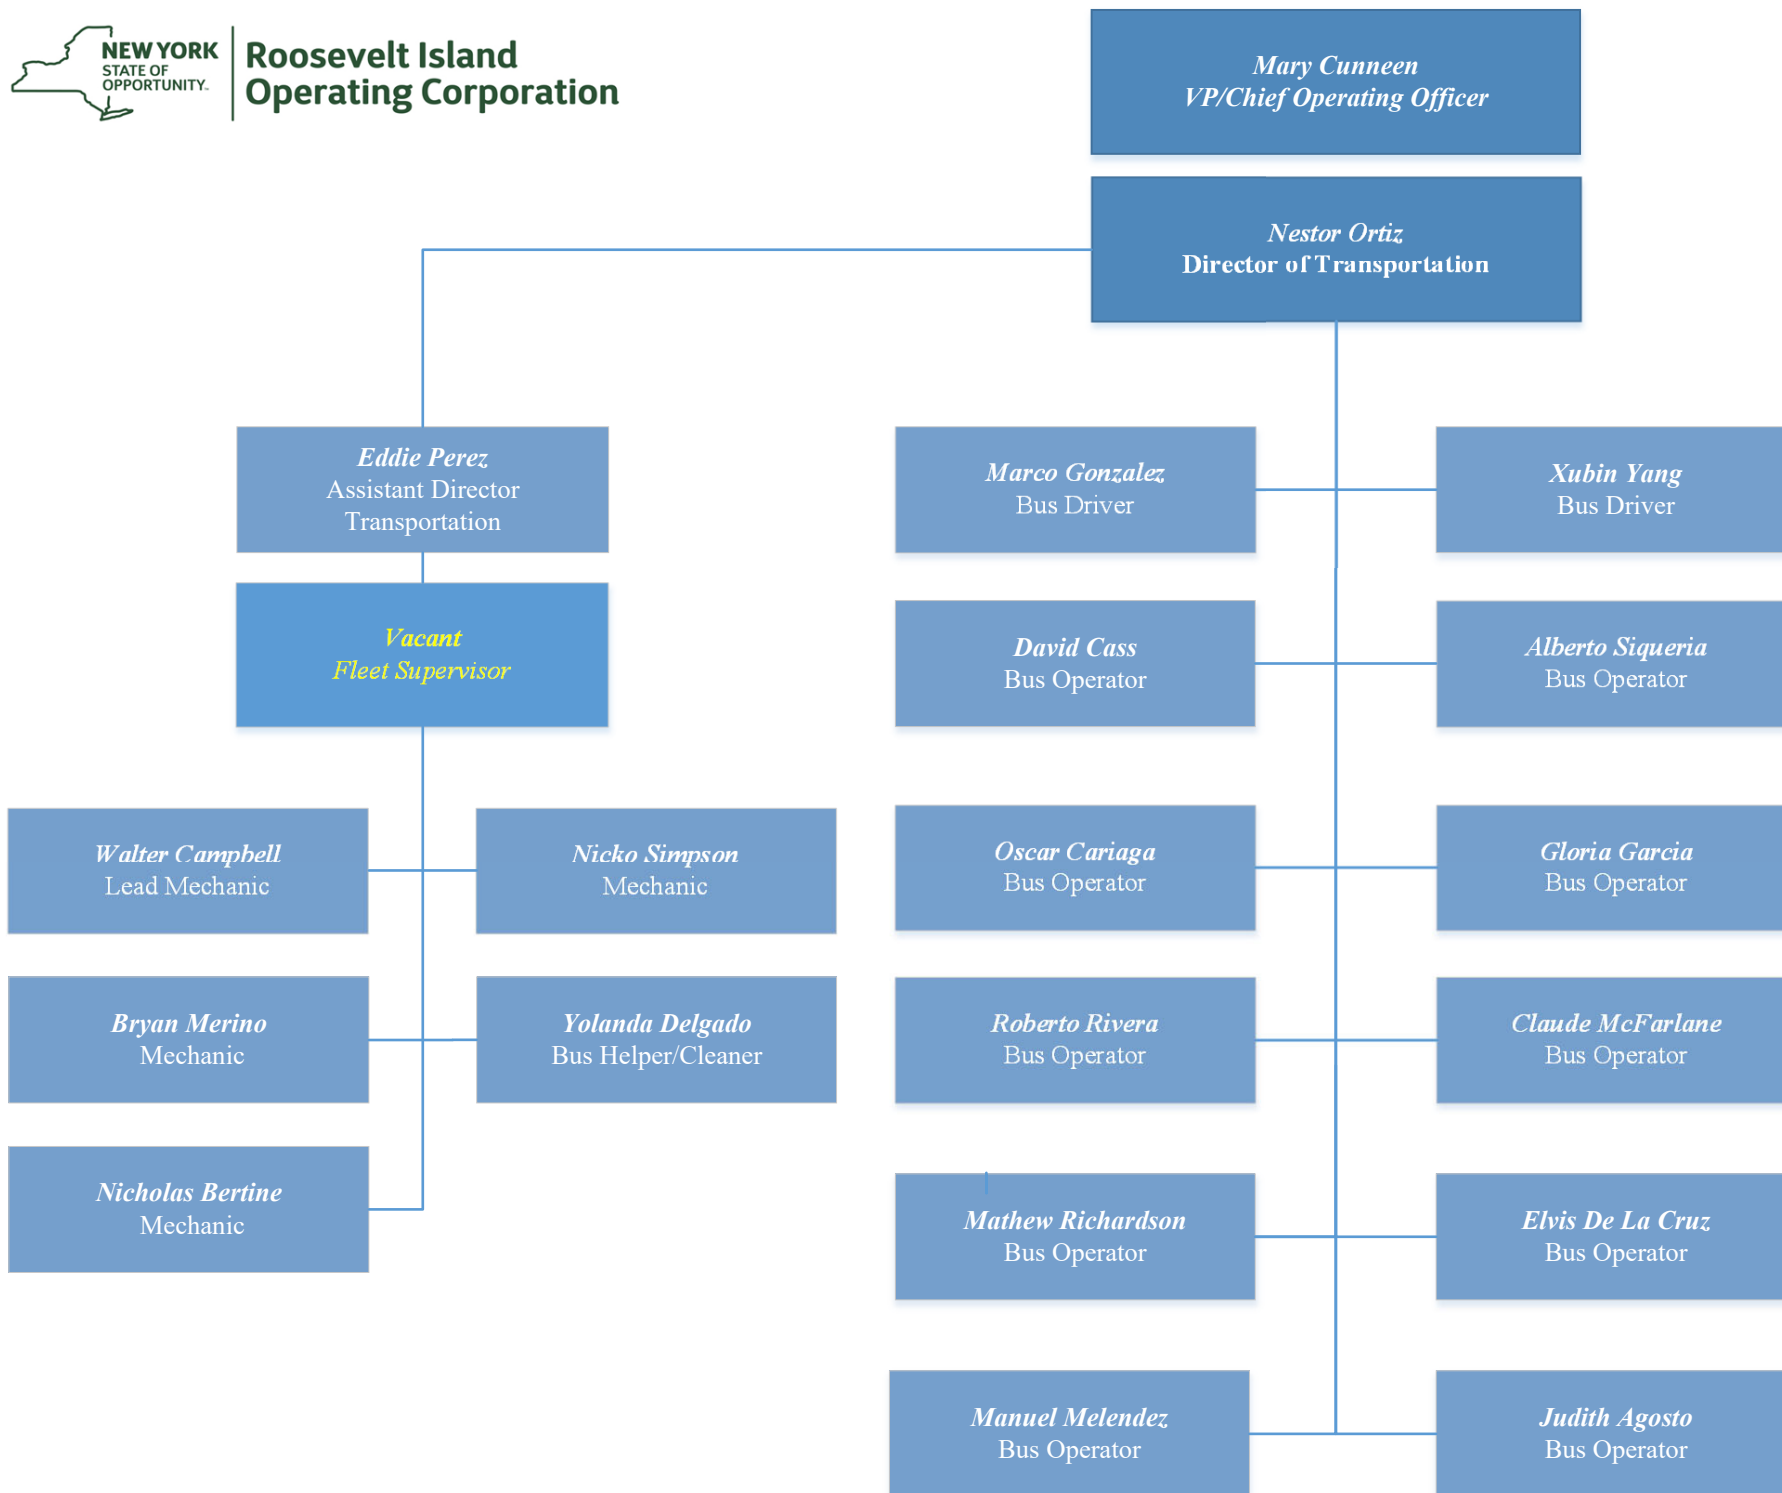 NEW YORK
STATE OF
OPPORTUNITY™
Roosevelt Island
Operating Corporation
Mary Cunneen
VP/Chief Operating Officer
Nestor Ortiz
Director of Transportation
Eddie Perez
Assistant Director
Transportation
Vacant
Fleet Supervisor
Walter Campbell
Lead Mechanic
Nicko Simpson
Mechanic
Bryan Merino
Mechanic
Yolanda Delgado
Bus Helper/Cleaner
Nicholas Bertine
Mechanic
Marco Gonzalez
Bus Driver
Xubin Yang
Bus Driver
David Cass
Bus Operator
Alberto Siqueria
Bus Operator
Oscar Cariaga
Bus Operator
Gloria Garcia
Bus Operator
Roberto Rivera
Bus Operator
Claude McFarlane
Bus Operator
Mathew Richardson
Bus Operator
Elvis De La Cruz
Bus Operator
Manuel Melendez
Bus Operator
Judith Agosto
Bus Operator